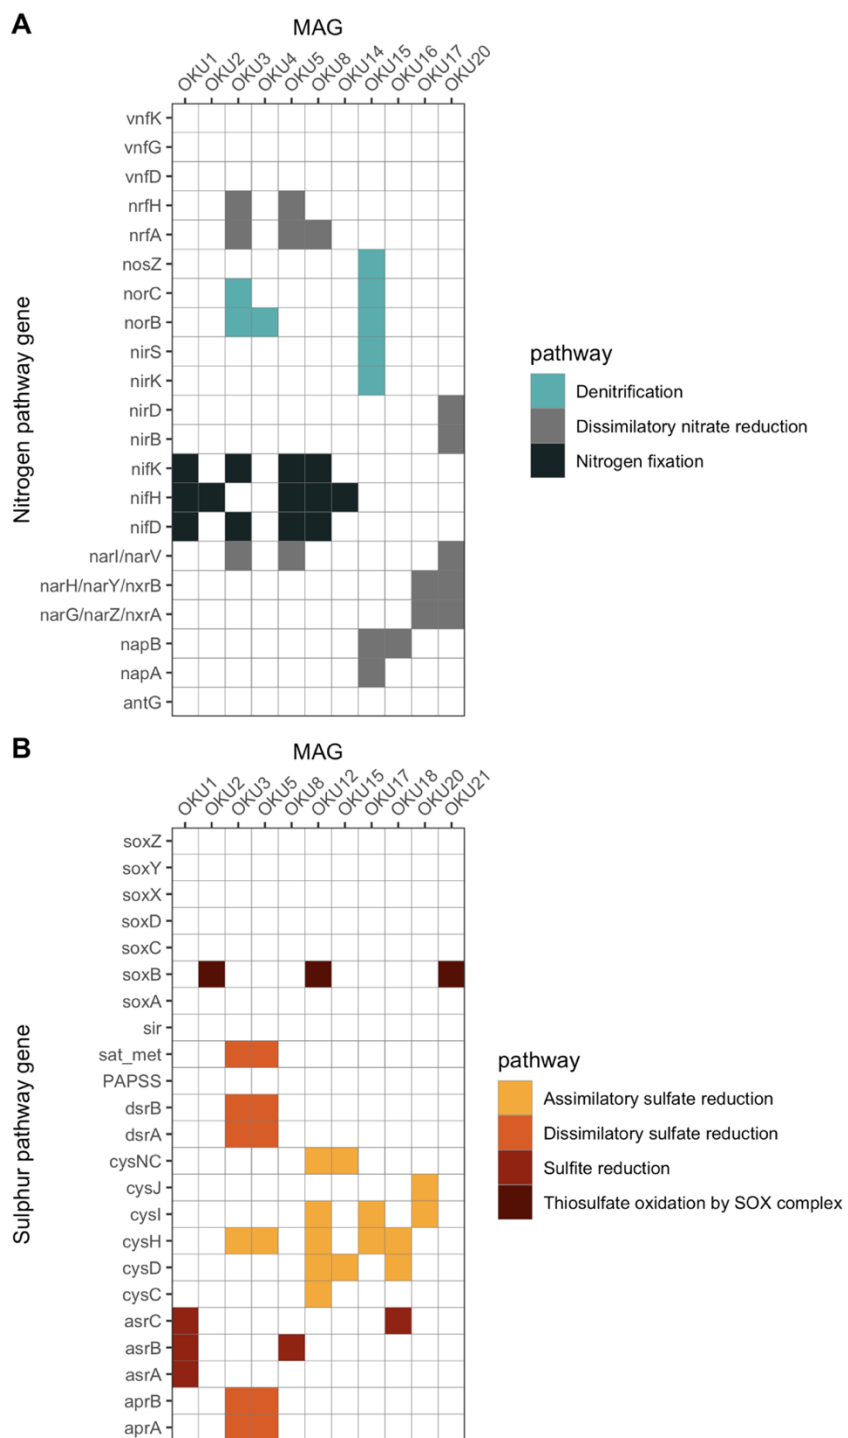 A
MAG
OKU1 OKU2 OKU3 OKU4 OKU5 OKU8 OKU14 OKU15 OKU16 OKU17 OKU20
Nitrogen pathway gene
vnfK
vnfG
vnfD
nrfH
nrfA
nosZ
norC
norB
nirS
nirK
nirD
nirB
nifK
nifH
nifD
narI/narV
narH/narY/nxrB
narG/narZ/nxrA
napB
napA
antG
pathway
Denitrification
Dissimilatory nitrate reduction
Nitrogen fixation
B
MAG
OKU1 OKU2 OKU3 OKU5 OKU8 OKU12 OKU15 OKU17 OKU18 OKU20 OKU21
Sulphur pathway gene
soxZ
soxY
soxX
soxD
soxC
soxB
soxA
sir
sat_met
PAPSS
dsrB
dsrA
cysNC
cysJ
cysI
cysH
cysD
cysC
asrC
asrB
asrA
aprB
aprA
pathway
Assimilatory sulfate reduction
Dissimilatory sulfate reduction
Sulfite reduction
Thiosulfate oxidation by SOX complex